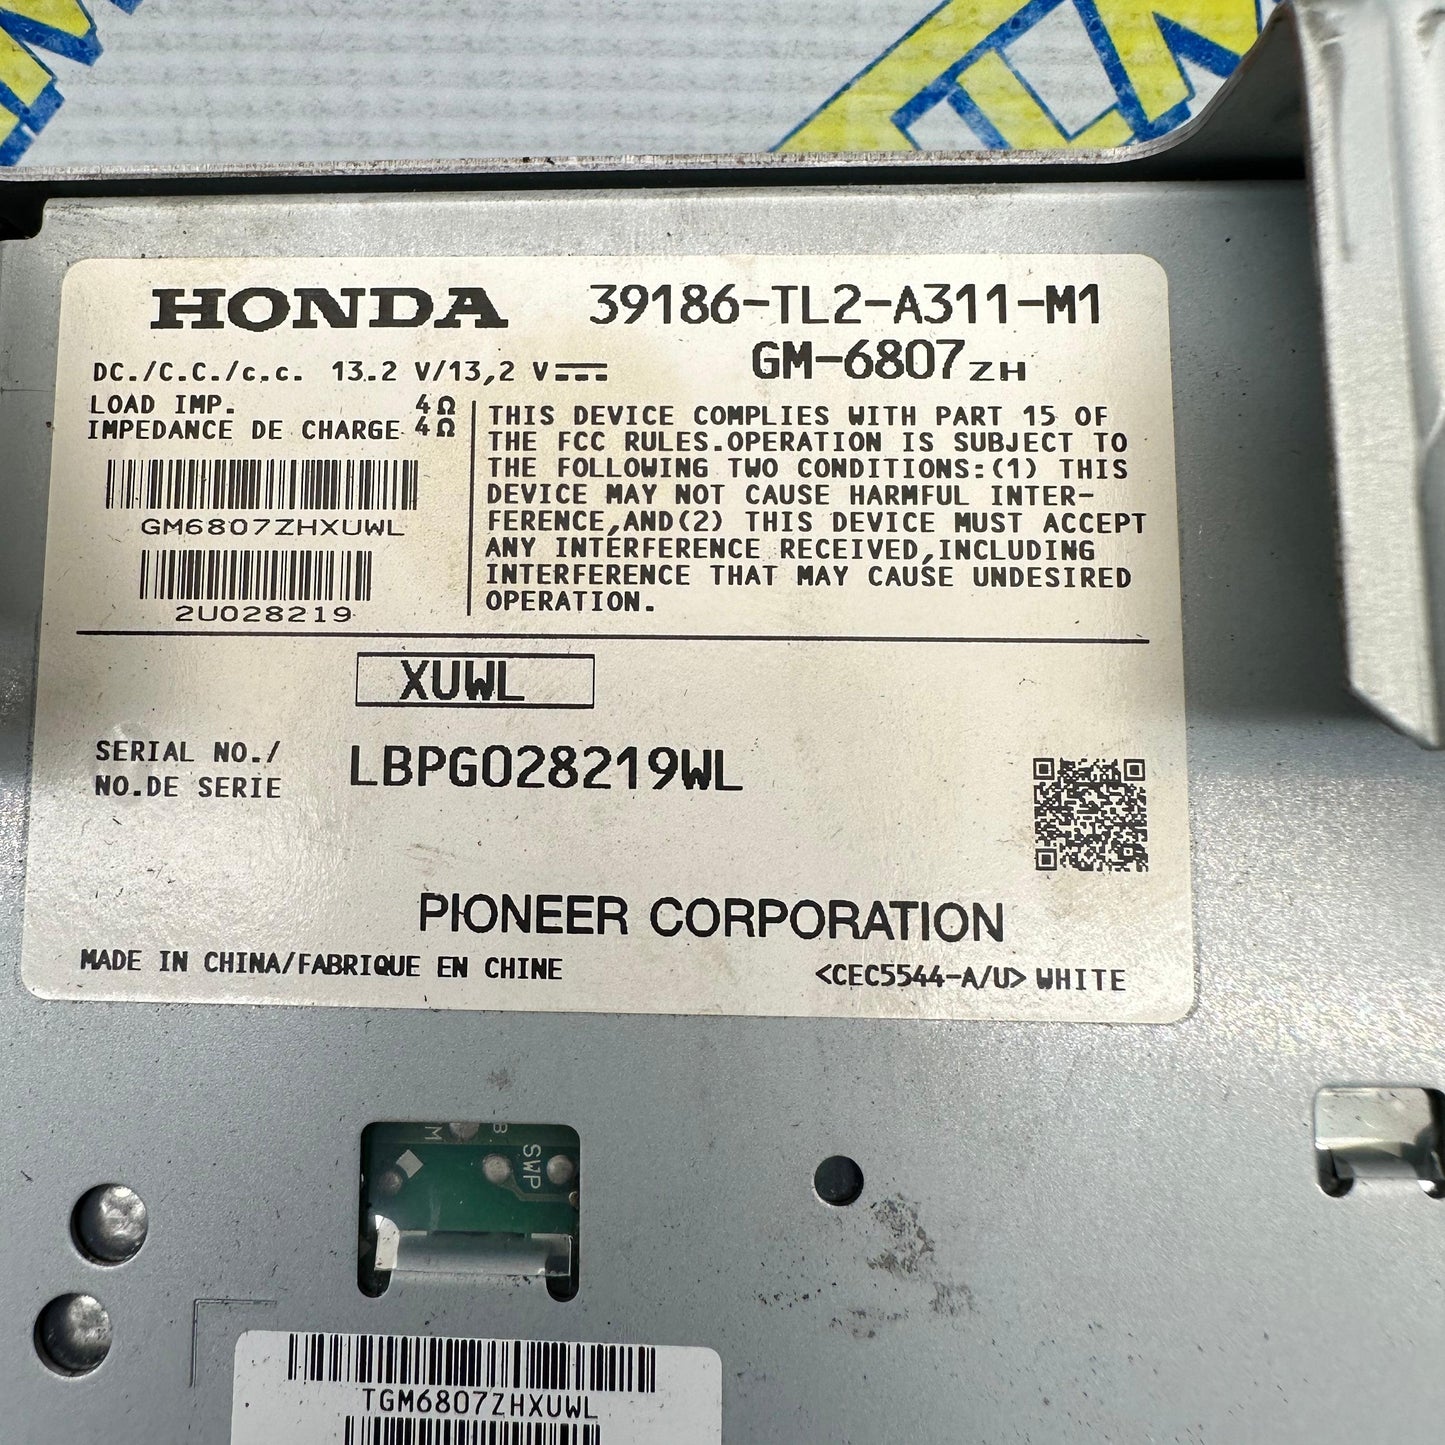 HONDA 39186-TL2-A311-M1
GM-6807ZH
DC./C.C./c.c. 13.2 V/13,2 V
LOAD IMP. 4Ω
IMPEDANCE DE CHARGE 4Ω
GM6807ZHXUWL
2U028219
THIS DEVICE COMPLIES WITH PART 15 OF
THE FCC RULES.OPERATION IS SUBJECT TO
THE FOLLOWING TWO CONDITIONS:(1) THIS
DEVICE MAY NOT CAUSE HARMFUL INTER-
FERENCE,AND(2) THIS DEVICE MUST ACCEPT
ANY INTERFERENCE RECEIVED,INCLUDING
INTERFERENCE THAT MAY CAUSE UNDESIRED
OPERATION.
XUWL
SERIAL NO./
NO.DE SERIE
LBPG028219WL
PIONEER CORPORATION
MADE IN CHINA/FABRIQUE EN CHINE
<CEC5544-A/U> WHITE
SWP
TGM6807ZHXUWL